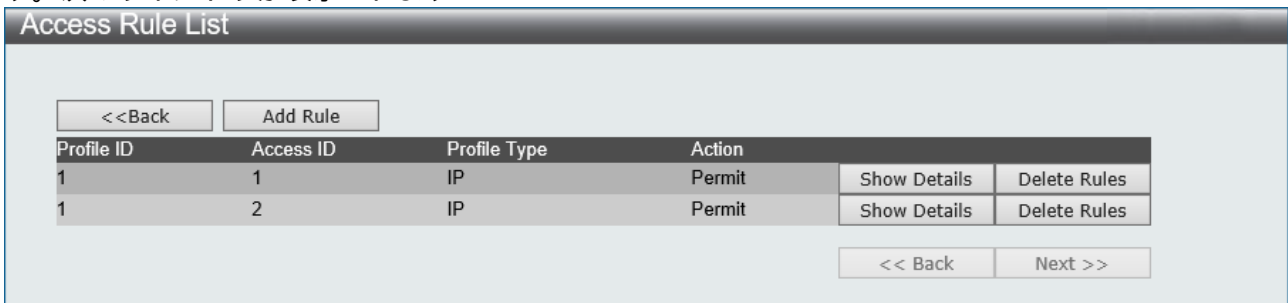 Access Rule List
<<Back Add Rule
Profile ID Access ID Profile Type Action
1 1 IP Permit Show Details Delete Rules
1 2 IP Permit Show Details Delete Rules
<< Back Next >>